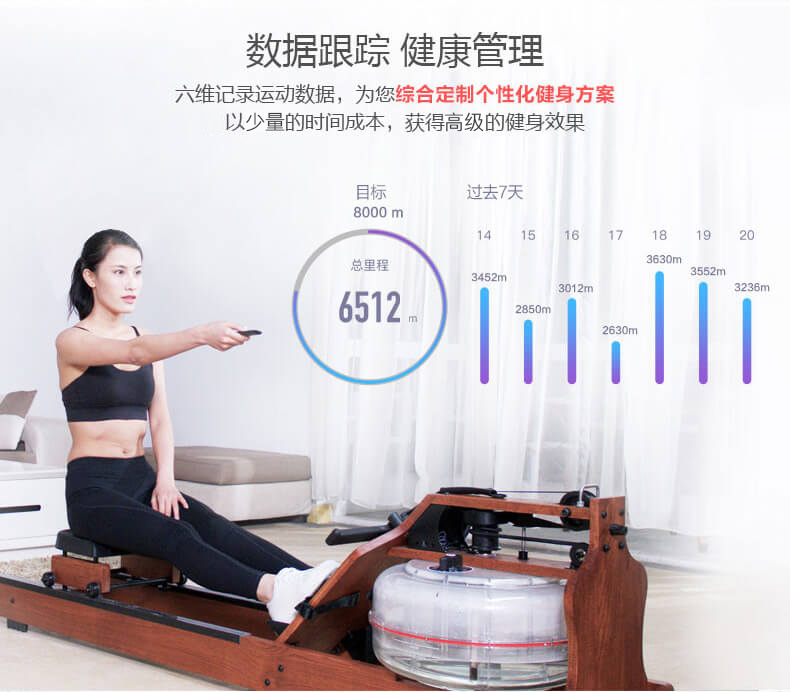 数据跟踪 健康管理
六维记录运动数据，为您综合定制个性化健身方案
以少量的时间成本，获得高级的健身效果
目标
8000 m
总里程
6512 m
过去7天
14 15 16 17 18 19 20
3452m 2850m 3012m 2630m 3630m 3552m 3236m